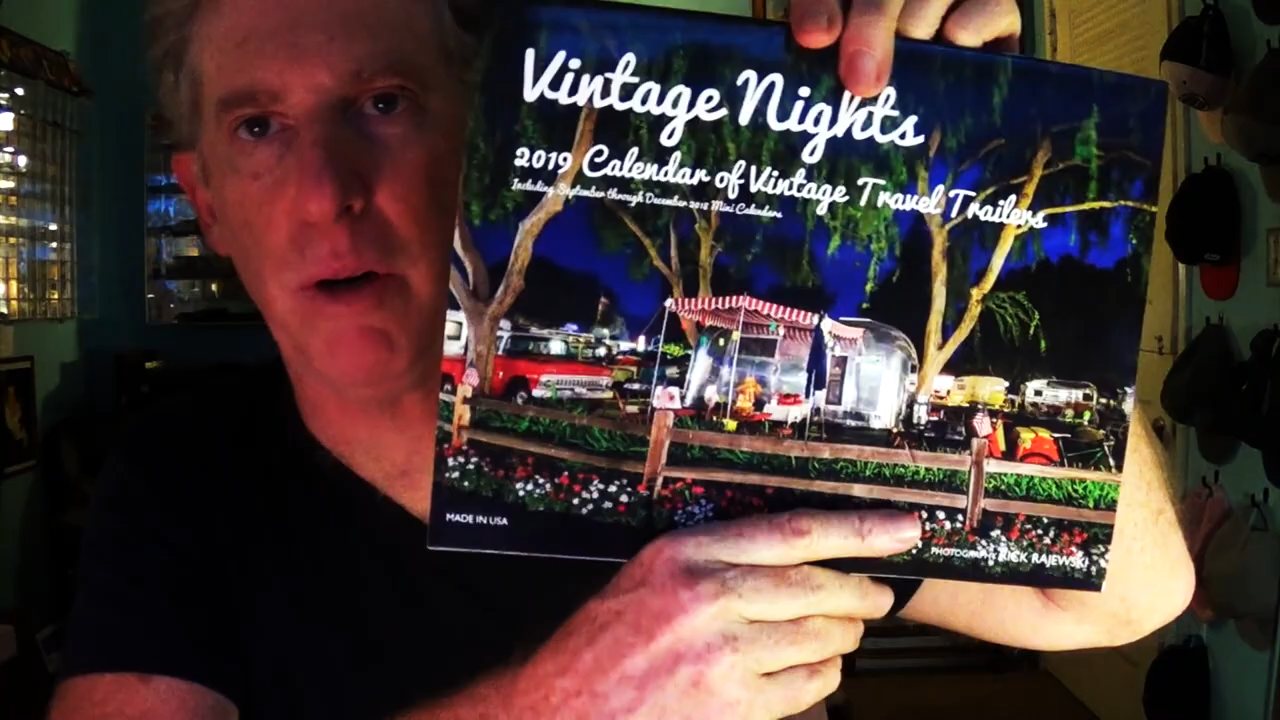 Vintage Nights
2019 Calendar of Vintage Travel Trailers
Including September through December 2018 Mini Calendars
MADE IN USA
PHOTOGRAPHY RICK RAJEWSKI